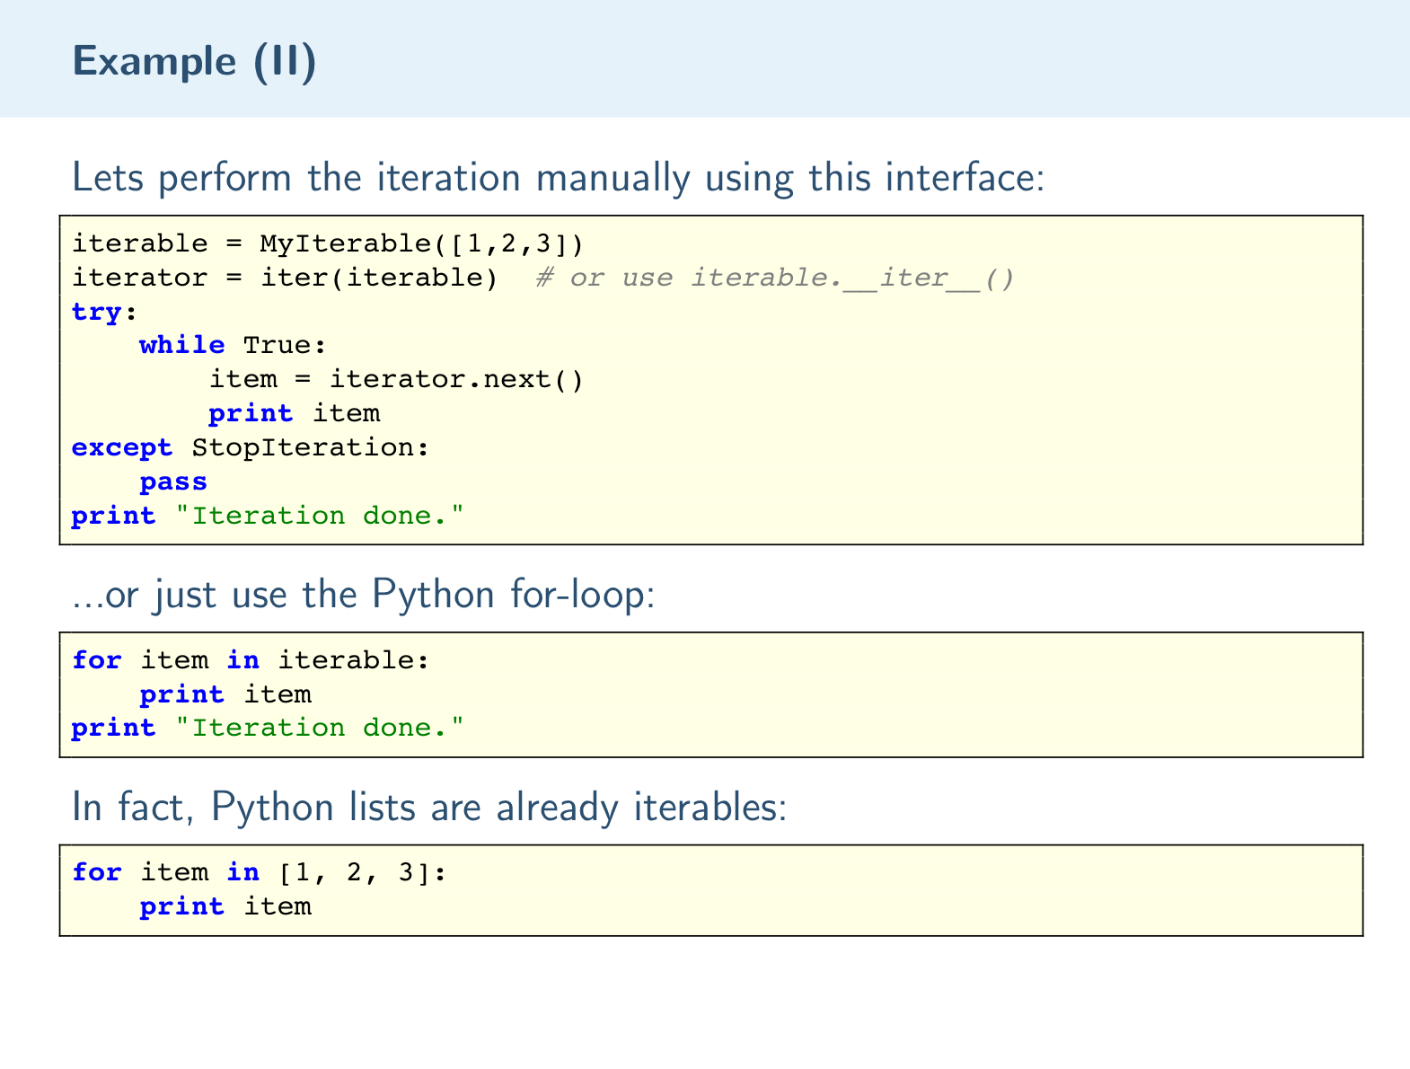 Example (II)
Lets perform the iteration manually using this interface:
iterable = MyIterable([1,2,3])
iterator = iter(iterable)  # or use iterable.__iter__()
try:
    while True:
        item = iterator.next()
        print item
except StopIteration:
    pass
print "Iteration done."
...or just use the Python for-loop:
for item in iterable:
    print item
print "Iteration done."
In fact, Python lists are already iterables:
for item in [1, 2, 3]:
    print item